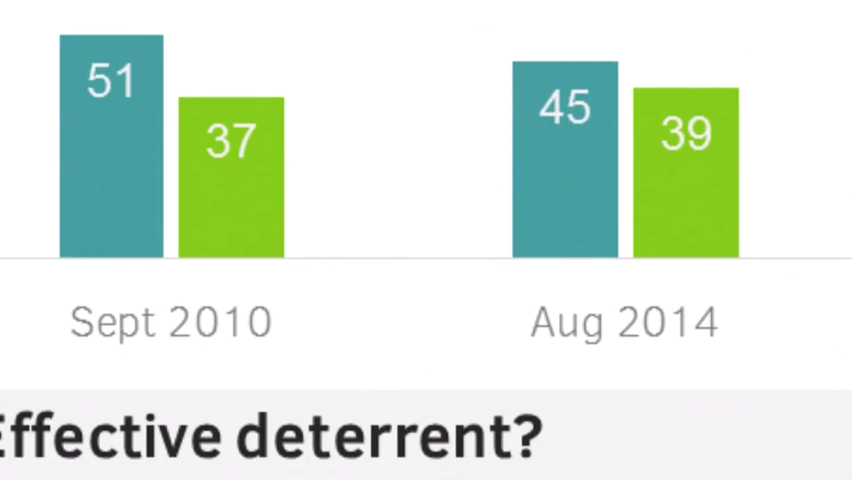 51
37
45
39
Sept 2010
Aug 2014
Effective deterrent?